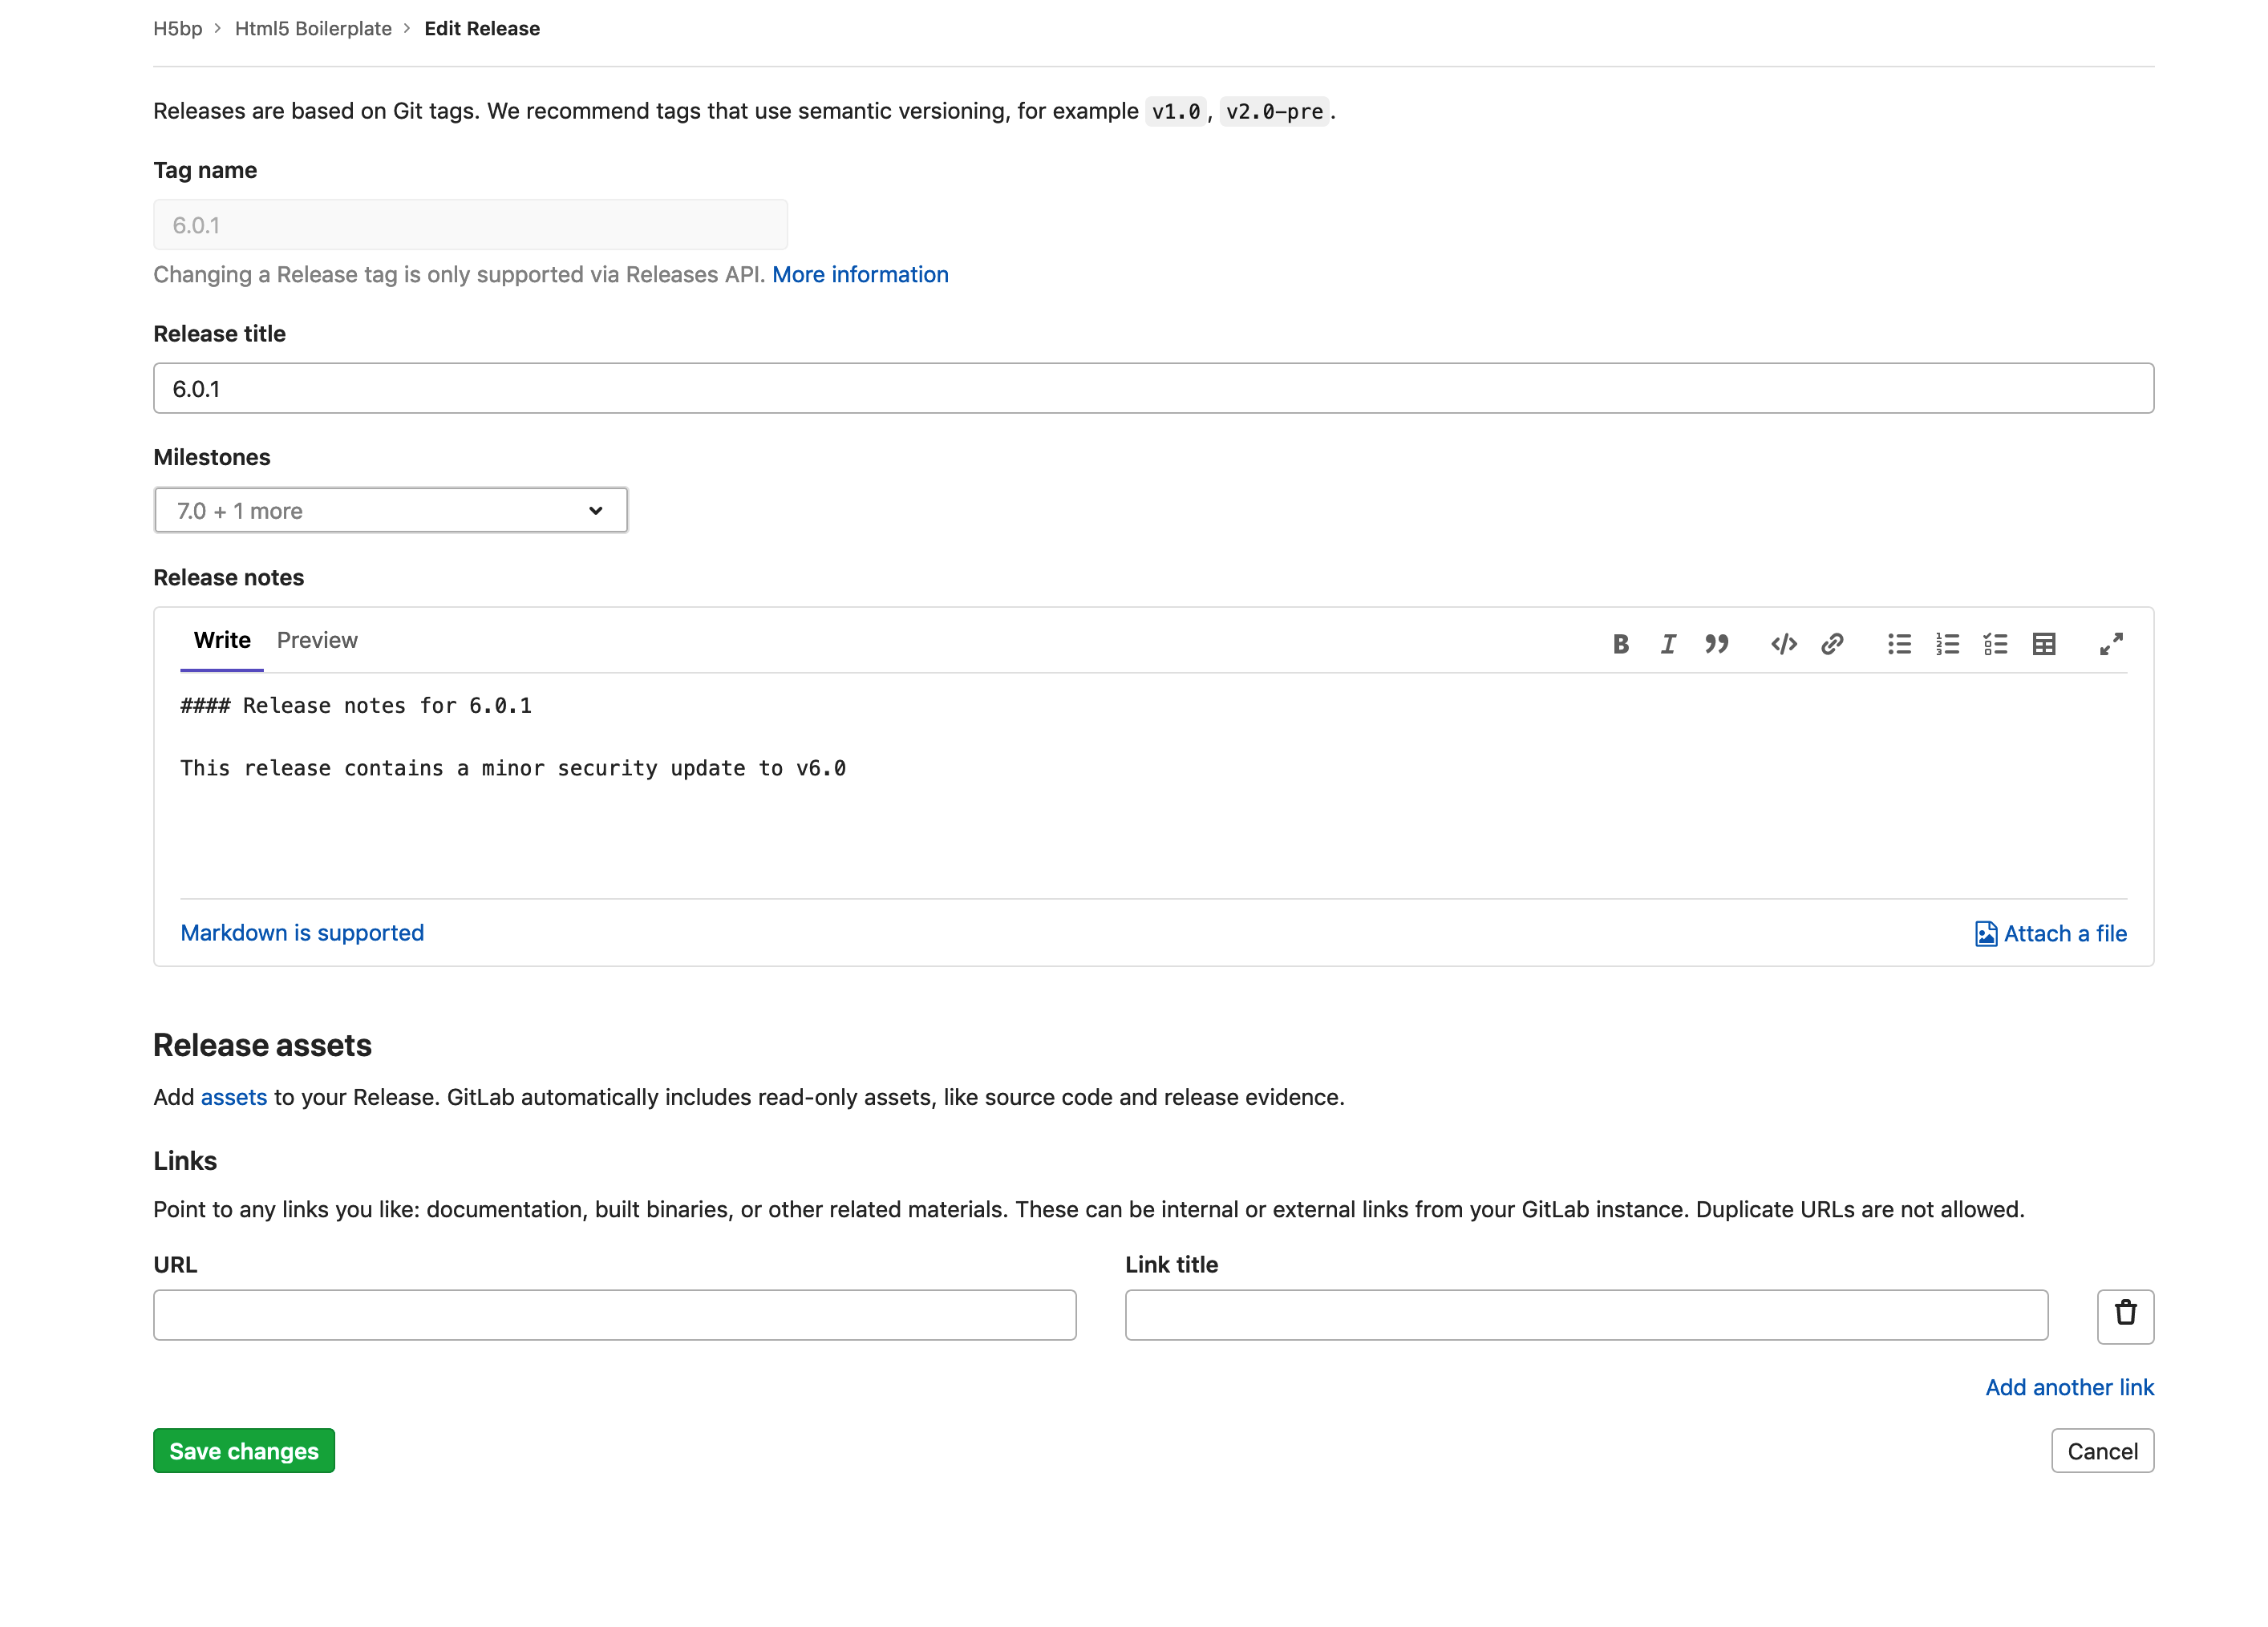 H5bp > Html5 Boilerplate > Edit Release
Releases are based on Git tags. We recommend tags that use semantic versioning, for example v1.0, v2.0-pre.
Tag name
6.0.1
Changing a Release tag is only supported via Releases API. More information
Release title
6.0.1
Milestones
7.0 + 1 more
Release notes
Write Preview
#### Release notes for 6.0.1
This release contains a minor security update to v6.0
Markdown is supported
Attach a file
Release assets
Add assets to your Release. GitLab automatically includes read-only assets, like source code and release evidence.
Links
Point to any links you like: documentation, built binaries, or other related materials. These can be internal or external links from your GitLab instance. Duplicate URLs are not allowed.
URL
Link title
Add another link
Save changes
Cancel